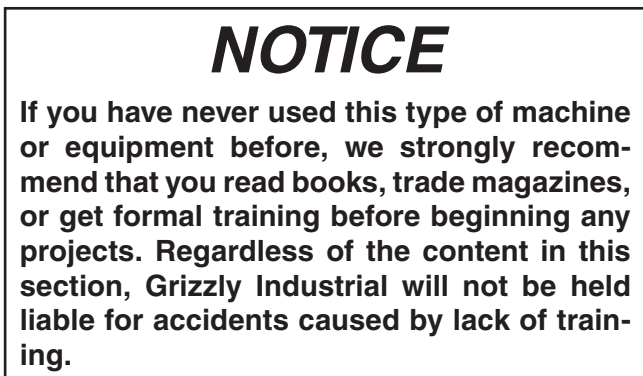 NOTICE
If you have never used this type of machine
or equipment before, we strongly recom-
mend that you read books, trade magazines,
or get formal training before beginning any
projects. Regardless of the content in this
section, Grizzly Industrial will not be held
liable for accidents caused by lack of train-
ing.